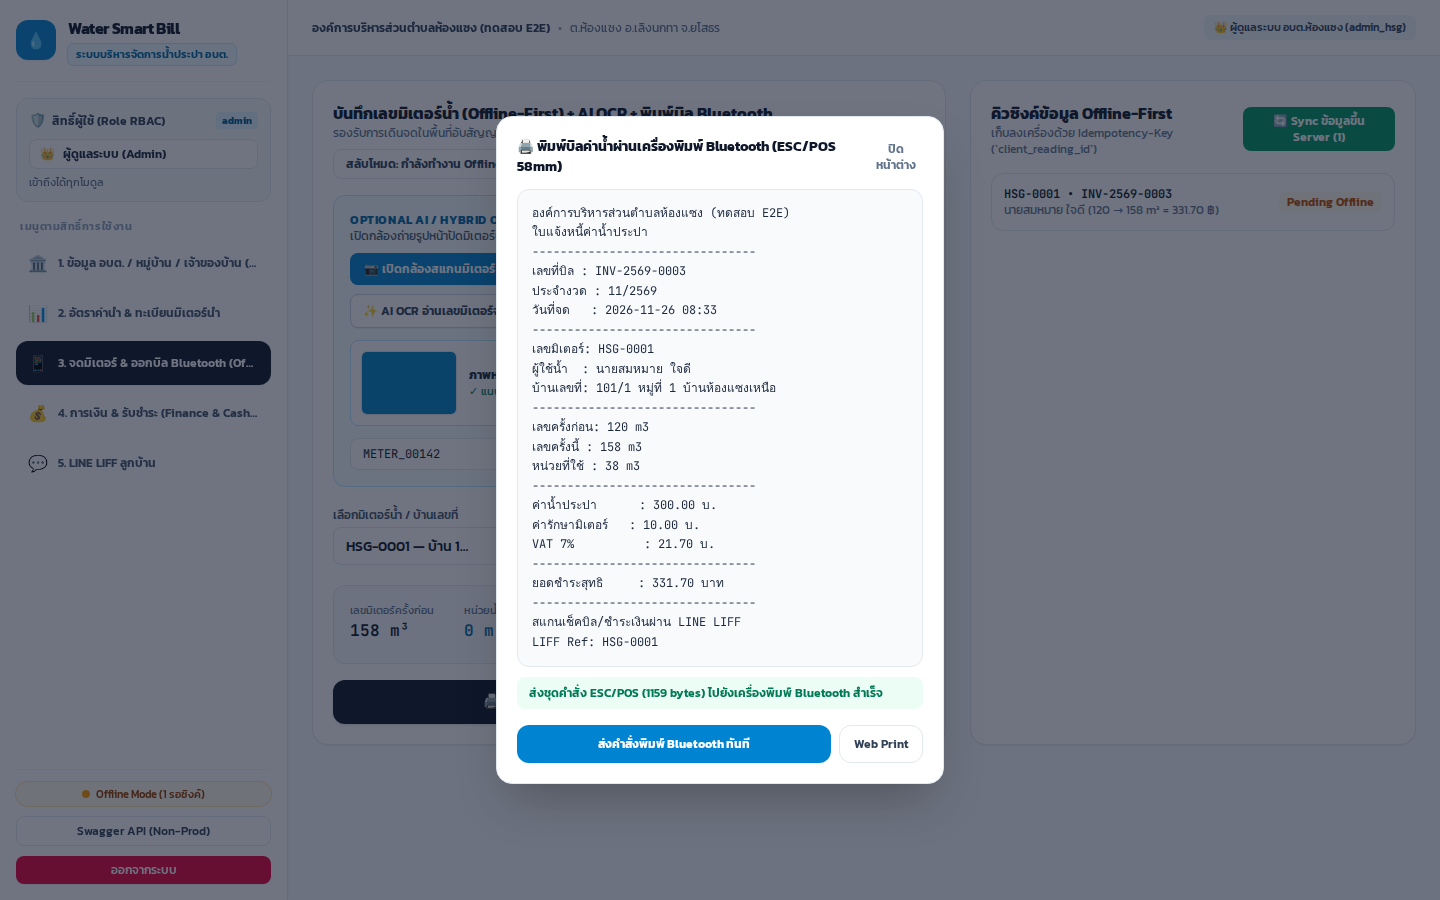 Water Smart Bill
ระบบบริหารจัดการน้ำประปา อบต.
สิทธิ์ผู้ใช้ (Role RBAC)
admin
ผู้ดูแลระบบ (Admin)
เข้าถึงได้ทุกโมดูล
เมนูตามสิทธิ์การใช้งาน
1. ข้อมูล อบต. / หมู่บ้าน / เจ้าของบ้าน (...
2. อัตราค่าน้ำ & ทะเบียนมิเตอร์น้ำ
3. จดมิเตอร์ & ออกบิล Bluetooth (Of...
4. การเงิน & รับชำระ (Finance & Cash...
5. LINE LIFF ลูกบ้าน
Offline Mode (1 รอซิงค์)
Swagger API (Non-Prod)
ออกจากระบบ
องค์การบริหารส่วนตำบลห้องแซง (ทดสอบ E2E) • ต.ห้องแซง อ.เลิงนกทา จ.ยโสธร
ผู้ดูแลระบบ อบต.ห้องแซง (admin_hsg)
บันทึกเลขมิเตอร์น้ำ (Offline-First) + AI OCR + พิมพ์บิล Bluetooth
รองรับการเดินจดในพื้นที่อับสัญญ
สลับโหมด: กำลังทำงาน Offlin
OPTIONAL AI / HYBRID
เปิดกล้องถ่ายรูปหน้าปัดมิเตอร์
เปิดกล้องสแกนมิเตอร์
AI OCR อ่านเลขมิเตอร์
ภาพห
✓ แนบ
METER_00142
เลือกมิเตอร์น้ำ / บ้านเลขที่
HSG-0001 — บ้าน 1...
เลขมิเตอร์ครั้งก่อน
158 m³
หน่วยน้
0 m
พิมพ์บิลค่าน้ำผ่านเครื่องพิมพ์ Bluetooth (ESC/POS
58mm)
ปิด
หน้าต่าง
องค์การบริหารส่วนตำบลห้องแซง (ทดสอบ E2E)
ใบแจ้งหนี้ค่าน้ำประปา
--------------------------------
เลขที่บิล : INV-2569-0003
ประจำงวด : 11/2569
วันที่จด : 2026-11-26 08:33
--------------------------------
เลขมิเตอร์: HSG-0001
ผู้ใช้น้ำ : นายสมหมาย ใจดี
บ้านเลขที่: 101/1 หมู่ที่ 1 บ้านห้องแซงเหนือ
--------------------------------
เลขครั้งก่อน: 120 m3
เลขครั้งนี้ : 158 m3
หน่วยที่ใช้ : 38 m3
--------------------------------
ค่าน้ำประปา : 300.00 บ.
ค่ารักษามิเตอร์ : 10.00 บ.
VAT 7% : 21.70 บ.
--------------------------------
ยอดชำระสุทธิ : 331.70 บาท
--------------------------------
สแกนเช็คบิล/ชำระเงินผ่าน LINE LIFF
LIFF Ref: HSG-0001
ส่งชุดคำสั่ง ESC/POS (1159 bytes) ไปยังเครื่องพิมพ์ Bluetooth สำเร็จ
ส่งคำสั่งพิมพ์ Bluetooth ทันที
Web Print
คิวซิงค์ข้อมูล Offline-First
เก็บลงเครื่องด้วย Idempotency-Key
(`client_reading_id`)
Sync ข้อมูลขึ้น
Server (1)
HSG-0001 • INV-2569-0003
นายสมหมาย ใจดี (120 → 158 m³ = 331.70 ฿)
Pending Offline